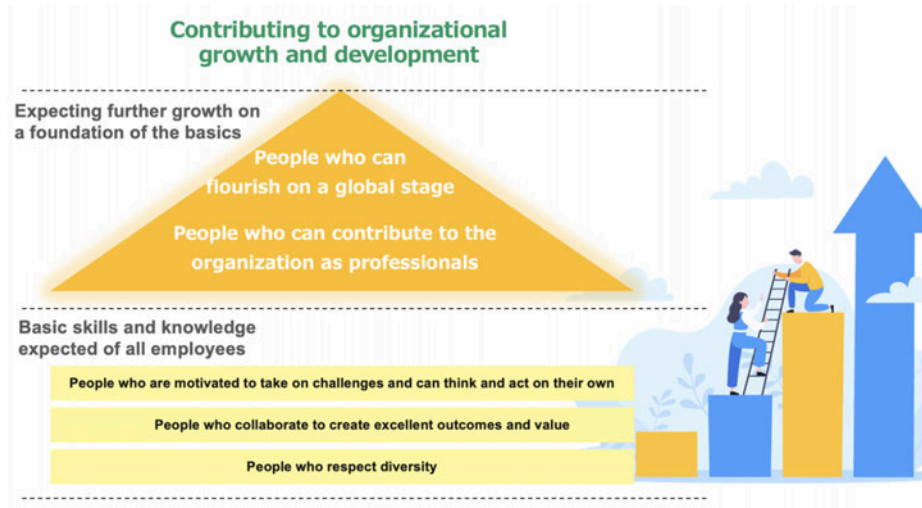 Contributing to organizational
growth and development
Expecting further growth on
a foundation of the basics
People who can
flourish on a global stage
People who can contribute to the
organization as professionals
Basic skills and knowledge
expected of all employees
People who are motivated to take on challenges and can think and act on their own
People who collaborate to create excellent outcomes and value
People who respect diversity